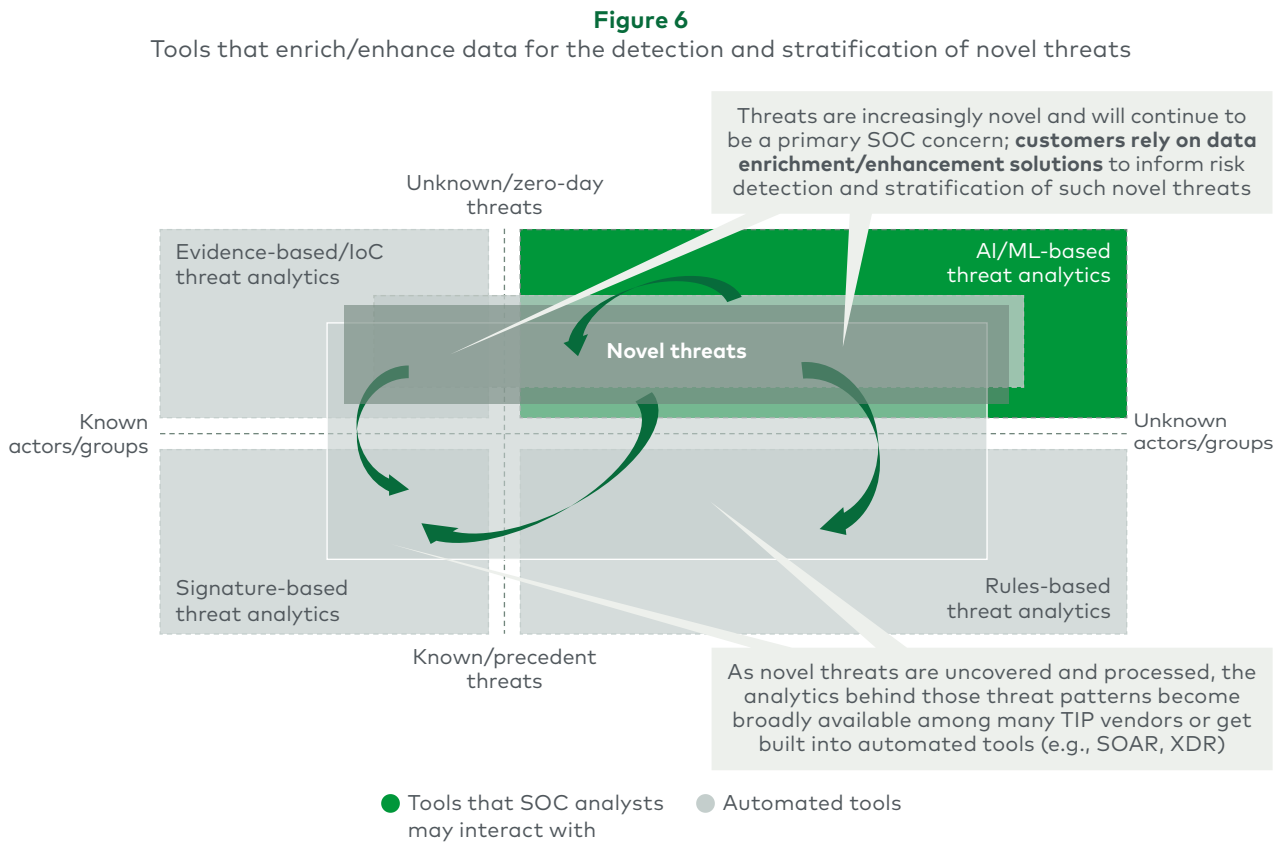 Figure 6
Tools that enrich/enhance data for the detection and stratification of novel threats
Threats are increasingly novel and will continue to
be a primary SOC concern; customers rely on data
enrichment/enhancement solutions to inform risk
detection and stratification of such novel threats
Unknown/zero-day
threats
Evidence-based/IoC
threat analytics
AI/ML-based
threat analytics
Novel threats
Known
actors/groups
Unknown
actors/groups
Signature-based
threat analytics
Rules-based
threat analytics
Known/precedent
threats
As novel threats are uncovered and processed, the
analytics behind those threat patterns become
broadly available among many TIP vendors or get
built into automated tools (e.g., SOAR, XDR)
Tools that SOC analysts
may interact with
Automated tools